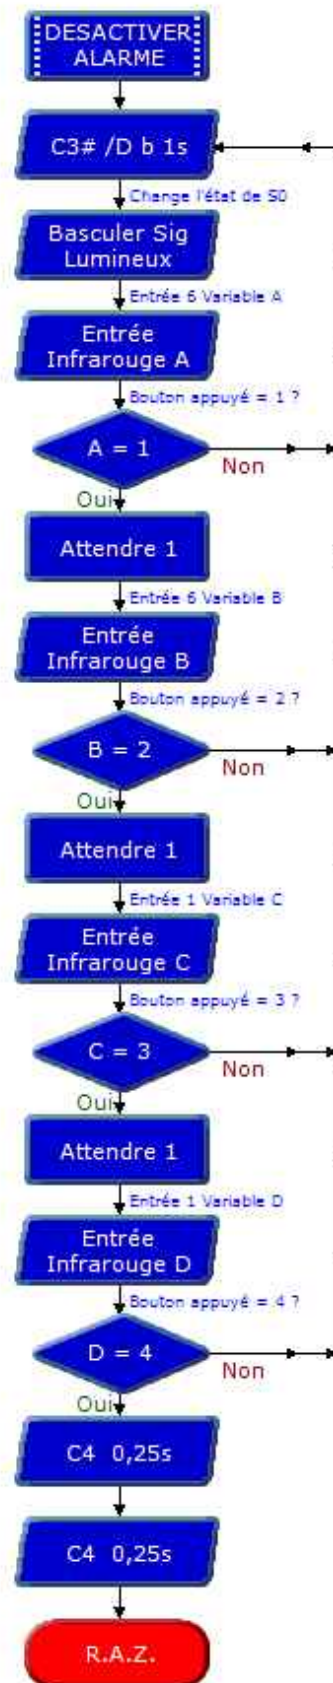 DESACTIVER
ALARME
C3# /D b 1s
Change l'état de S0
Basculer Sig
Lumineux
Entrée 6 Variable A
Entrée
Infrarouge A
Bouton appuyé = 1 ?
A = 1
Non
Oui
Attendre 1
Entrée 6 Variable B
Entrée
Infrarouge B
Bouton appuyé = 2 ?
B = 2
Non
Oui
Attendre 1
Entrée 1 Variable C
Entrée
Infrarouge C
Bouton appuyé = 3 ?
C = 3
Non
Oui
Attendre 1
Entrée 1 Variable D
Entrée
Infrarouge D
Bouton appuyé = 4 ?
D = 4
Non
Oui
C4 0,25s
C4 0,25s
R.A.Z.